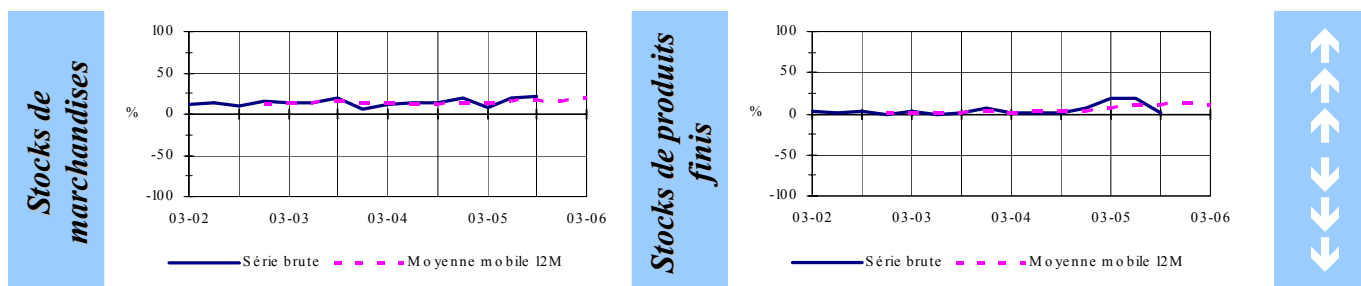 Stocks de
marchandises
100
50
%
0
-50
-100
03-02 03-03 03-04 03-05 03-06
Série brute Moyenne mobile 12M
Stocks de produits
finis
100
50
%
0
-50
-100
03-02 03-03 03-04 03-05 03-06
Série brute Moyenne mobile 12M